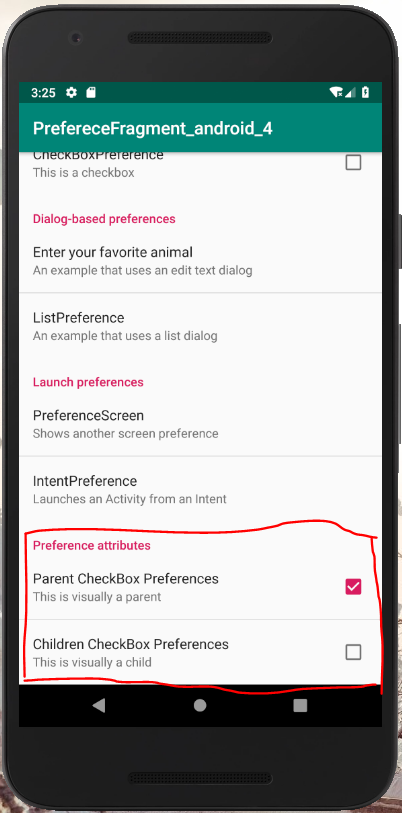 3:25
PrefereceFragment_android_4
CheckBoxPreference
This is a checkbox
Dialog-based preferences
Enter your favorite animal
An example that uses an edit text dialog
ListPreference
An example that uses a list dialog
Launch preferences
PreferenceScreen
Shows another screen preference
IntentPreference
Launches an Activity from an Intent
Preference attributes
Parent CheckBox Preferences
This is visually a parent
Children CheckBox Preferences
This is visually a child